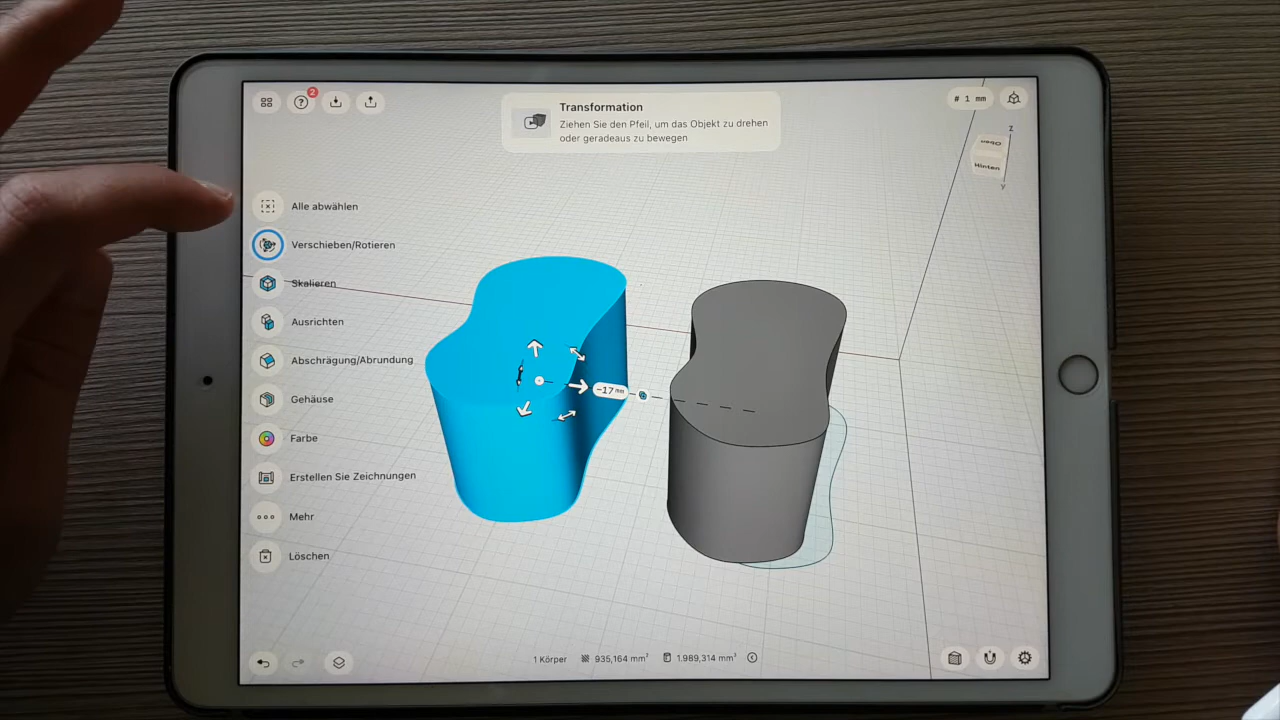 2
Transformation
Ziehen Sie den Pfeil, um das Objekt zu drehen
oder geradeaus zu bewegen
# 1 mm
z
Oben
Hinten
y
Alle abwählen
Verschieben/Rotieren
Skalieren
Ausrichten
Abschrägung/Abrundung
Gehäuse
Farbe
Erstellen Sie Zeichnungen
Mehr
Löschen
-17 mm
1 Körper
935,164 mm²
1.989,314 mm³